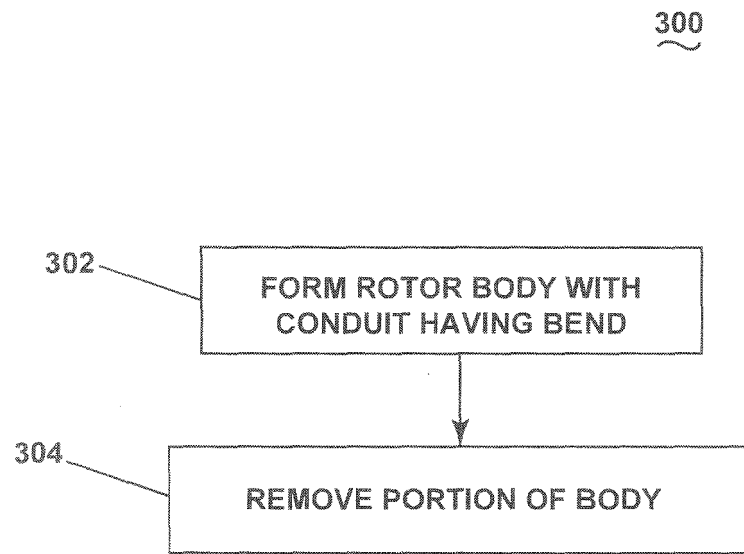 300
302
FORM ROTOR BODY WITH
CONDUIT HAVING BEND
304
REMOVE PORTION OF BODY